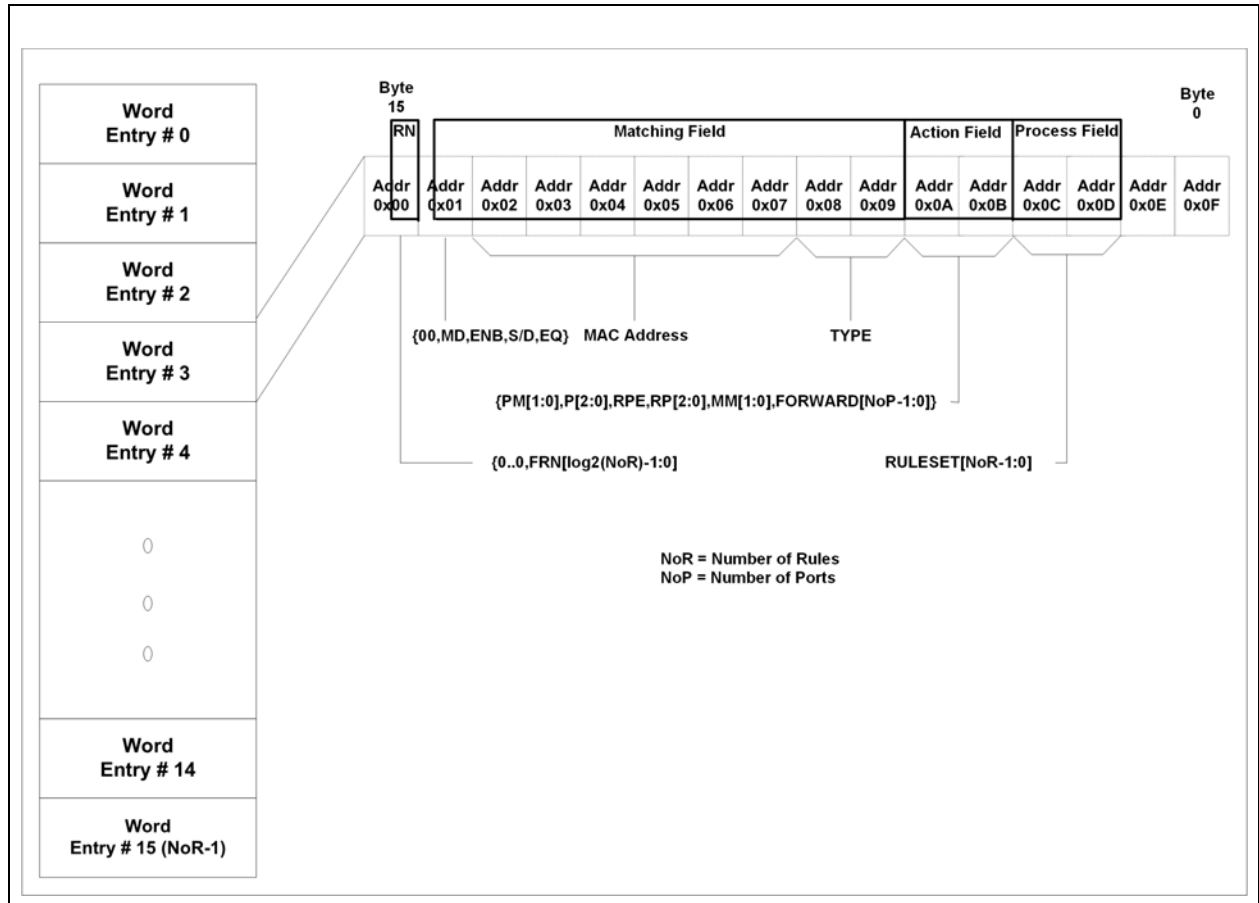 Word
Entry # 0
Word
Entry # 1
Word
Entry # 2
Word
Entry # 3
Word
Entry # 4
0
0
0
Word
Entry # 14
Word
Entry # 15 (NoR-1)
Byte
15
Byte
0
RN Matching Field Action Field Process Field
Addr Addr Addr Addr Addr Addr Addr Addr Addr Addr Addr Addr Addr Addr Addr Addr
0x00 0x01 0x02 0x03 0x04 0x05 0x06 0x07 0x08 0x09 0x0A 0x0B 0x0C 0x0D 0x0E 0x0F
{00,MD,ENB,S/D,EQ} MAC Address TYPE
{PM[1:0],P[2:0],RPE,RP[2:0],MM[1:0],FORWARD[NoP-1:0]}
{0..0,FRN[log2(NoR)-1:0] RULESET[NoR-1:0]
NoR = Number of Rules
NoP = Number of Ports